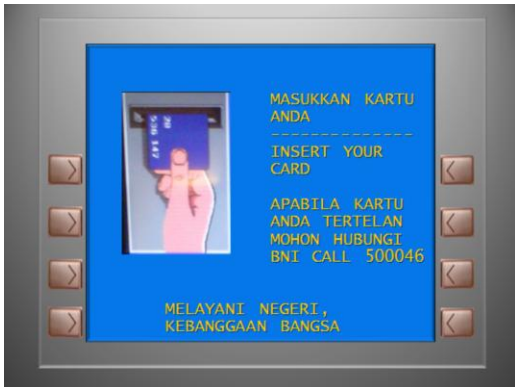 MASUKKAN KARTU
ANDA
--------------
INSERT YOUR
CARD
APABILA KARTU
ANDA TERTELAN
MOHON HUBUNGI
BNI CALL 500046
MELAYANI NEGERI,
KEBANGGAAN BANGSA